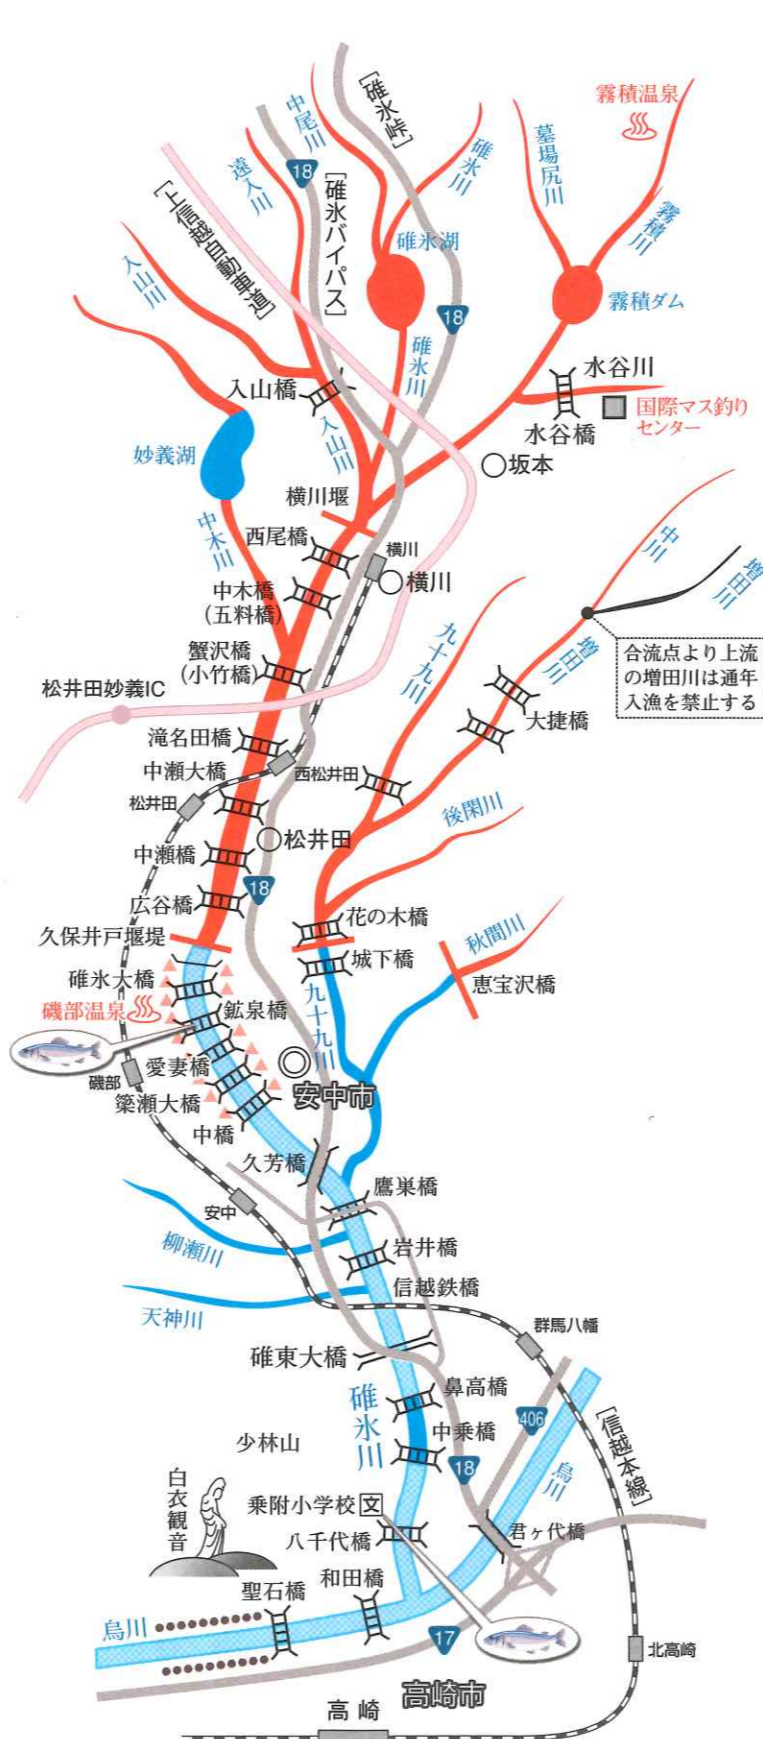 霧積温泉
[碓氷峠]
中尾川
碓氷川
墓場尻川
霧積川
18
遠入川
[碓氷バイパス]
[上信越自動車道]
入山川
碓氷湖
霧積ダム
18
碓氷川
水谷川
入山橋
国際マス釣り
センター
水谷橋
入山川
妙義湖
坂本
横川堰
中木川
西尾橋
横川
横川
中川
増田川
中木橋
(五料橋)
九十九川
増田川
合流点より上流
の増田川は通年
入漁を禁止する
蟹沢橋
(小竹橋)
松井田妙義IC
大捷橋
滝名田橋
中瀬大橋
西松井田
松井田
後閑川
松井田
中瀬橋
18
広谷橋
花の木橋
久保井戸堰堤
秋間川
城下橋
碓氷大橋
恵宝沢橋
磯部温泉
鉱泉橋
九十九川
愛妻橋
磯部
安中市
簗瀬大橋
中橋
久芳橋
鷹巣橋
安中
柳瀬川
岩井橋
信越鉄橋
天神川
群馬八幡
碓東大橋
鼻高橋
碓氷川
406
[信越本線]
中乗橋
少林山
18
烏川
白衣観音
乗附小学校
文
君ヶ代橋
八千代橋
聖石橋
和田橋
烏川
17
北高崎
高崎市
高崎